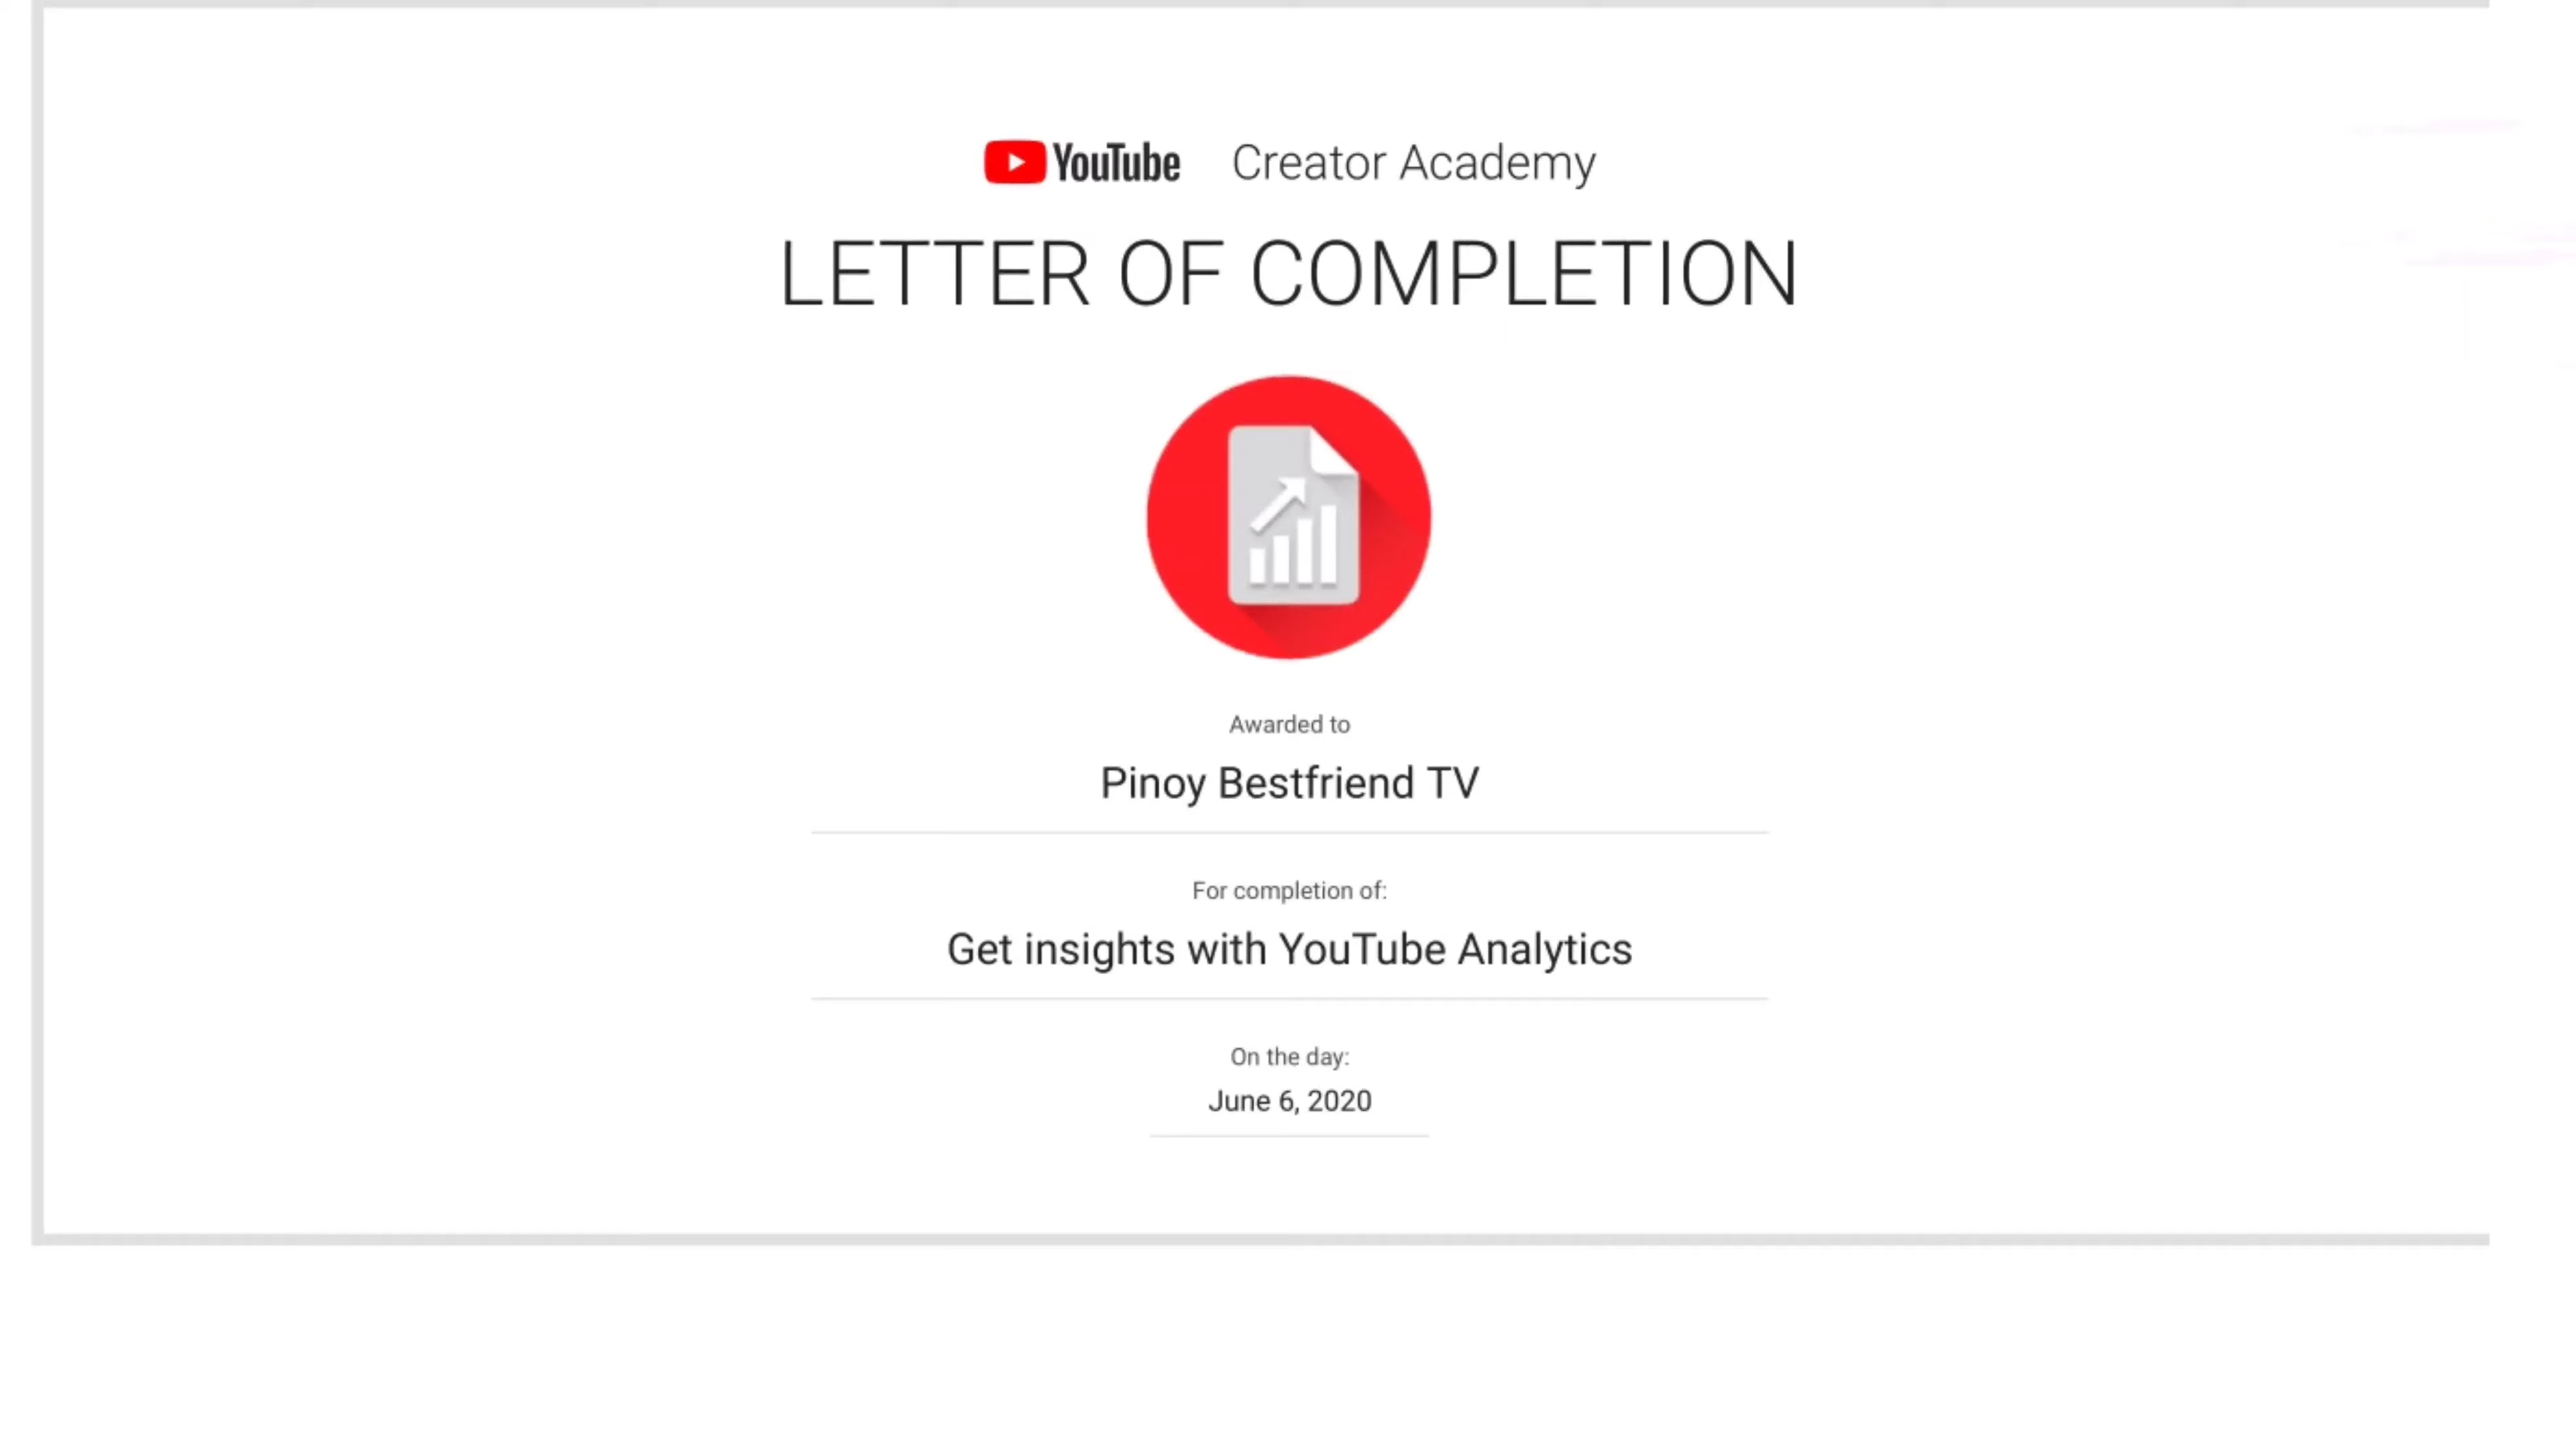 YouTube Creator Academy
LETTER OF COMPLETION
Awarded to
Pinoy Bestfriend TV
For completion of:
Get insights with YouTube Analytics
On the day:
June 6, 2020